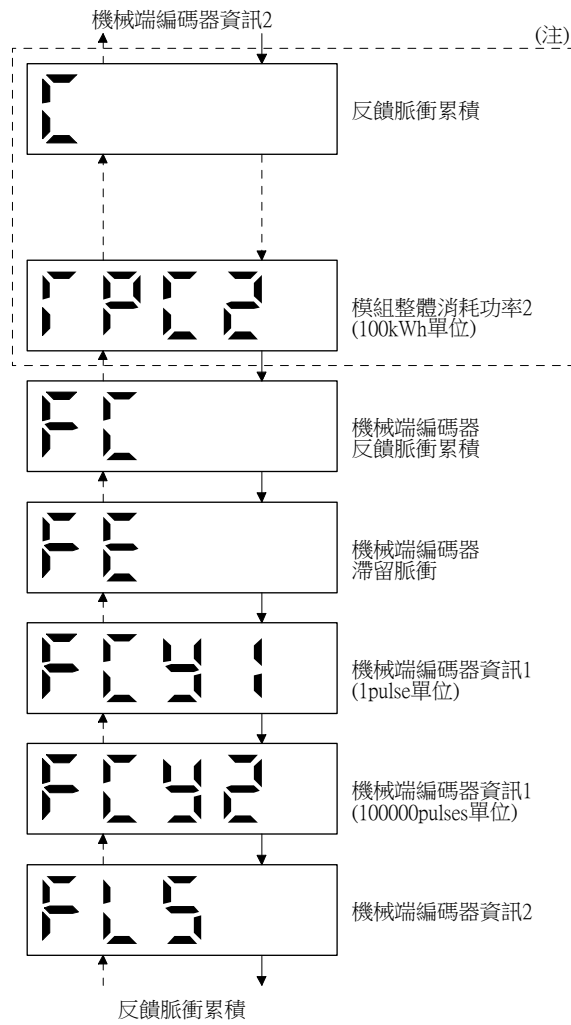 機械端編碼器資訊2
(注)
C
反饋脈衝累積
TPC2
模組整體消耗功率2
(100kWh單位)
FC
機械端編碼器
反饋脈衝累積
FE
機械端編碼器
滯留脈衝
FCY1
機械端編碼器資訊1
(1pulse單位)
FCY2
機械端編碼器資訊1
(100000pulses單位)
FLS
機械端編碼器資訊2
反饋脈衝累積